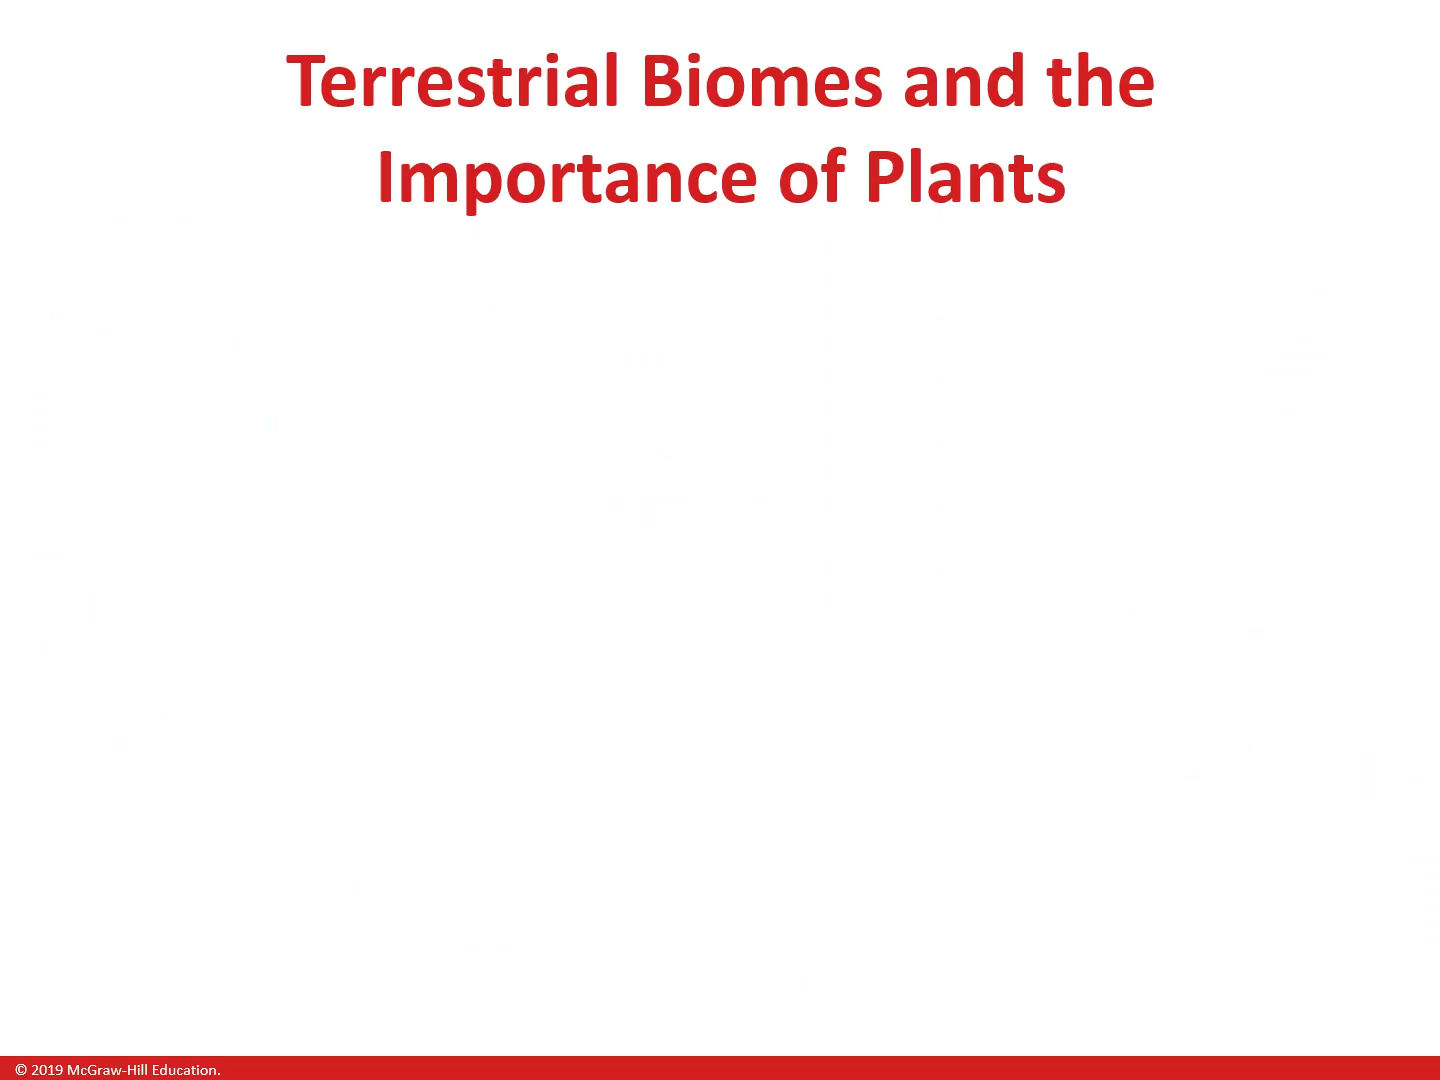 Terrestrial Biomes and the
Importance of Plants
© 2019 McGraw-Hill Education.